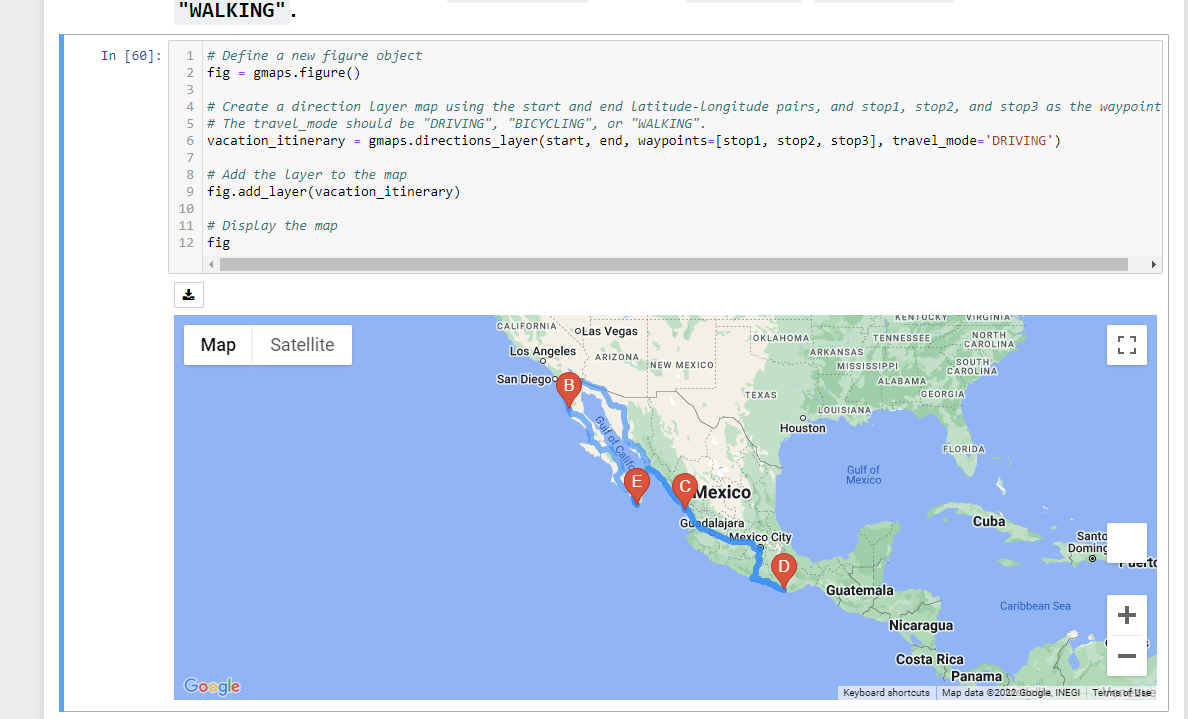 "WALKING".
In [60]:
1 # Define a new figure object
2 fig = gmaps.figure()
3
4 # Create a direction layer map using the start and end latitude-longitude pairs, and stop1, stop2, and stop3 as the waypoint
5 # The travel_mode should be "DRIVING", "BICYCLING", or "WALKING".
6 vacation_itinerary = gmaps.directions_layer(start, end, waypoints=[stop1, stop2, stop3], travel_mode='DRIVING')
7
8 # Add the layer to the map
9 fig.add_layer(vacation_itinerary)
10
11 # Display the map
12 fig
Map Satellite
KENTUCKY VIRGINIA
CALIFORNIA Las Vegas
OKLAHOMA TENNESSEE NORTH
CAROLINA
Los Angeles ARIZONA ARKANSAS
NEW MEXICO MISSISSIPPI SOUTH
CAROLINA
San Diego B ALABAMA
TEXAS GEORGIA
LOUISIANA
Houston
Gulf of Califo
FLORIDA
Gulf of
Mexico
E C Mexico
Guadalajara
Mexico City
Cuba
Santo
Doming
Puerto
D
Guatemala
Caribbean Sea
Nicaragua
Costa Rica
Panama
Google
Keyboard shortcuts Map data ©2022 Google, INEGI Terms of Use